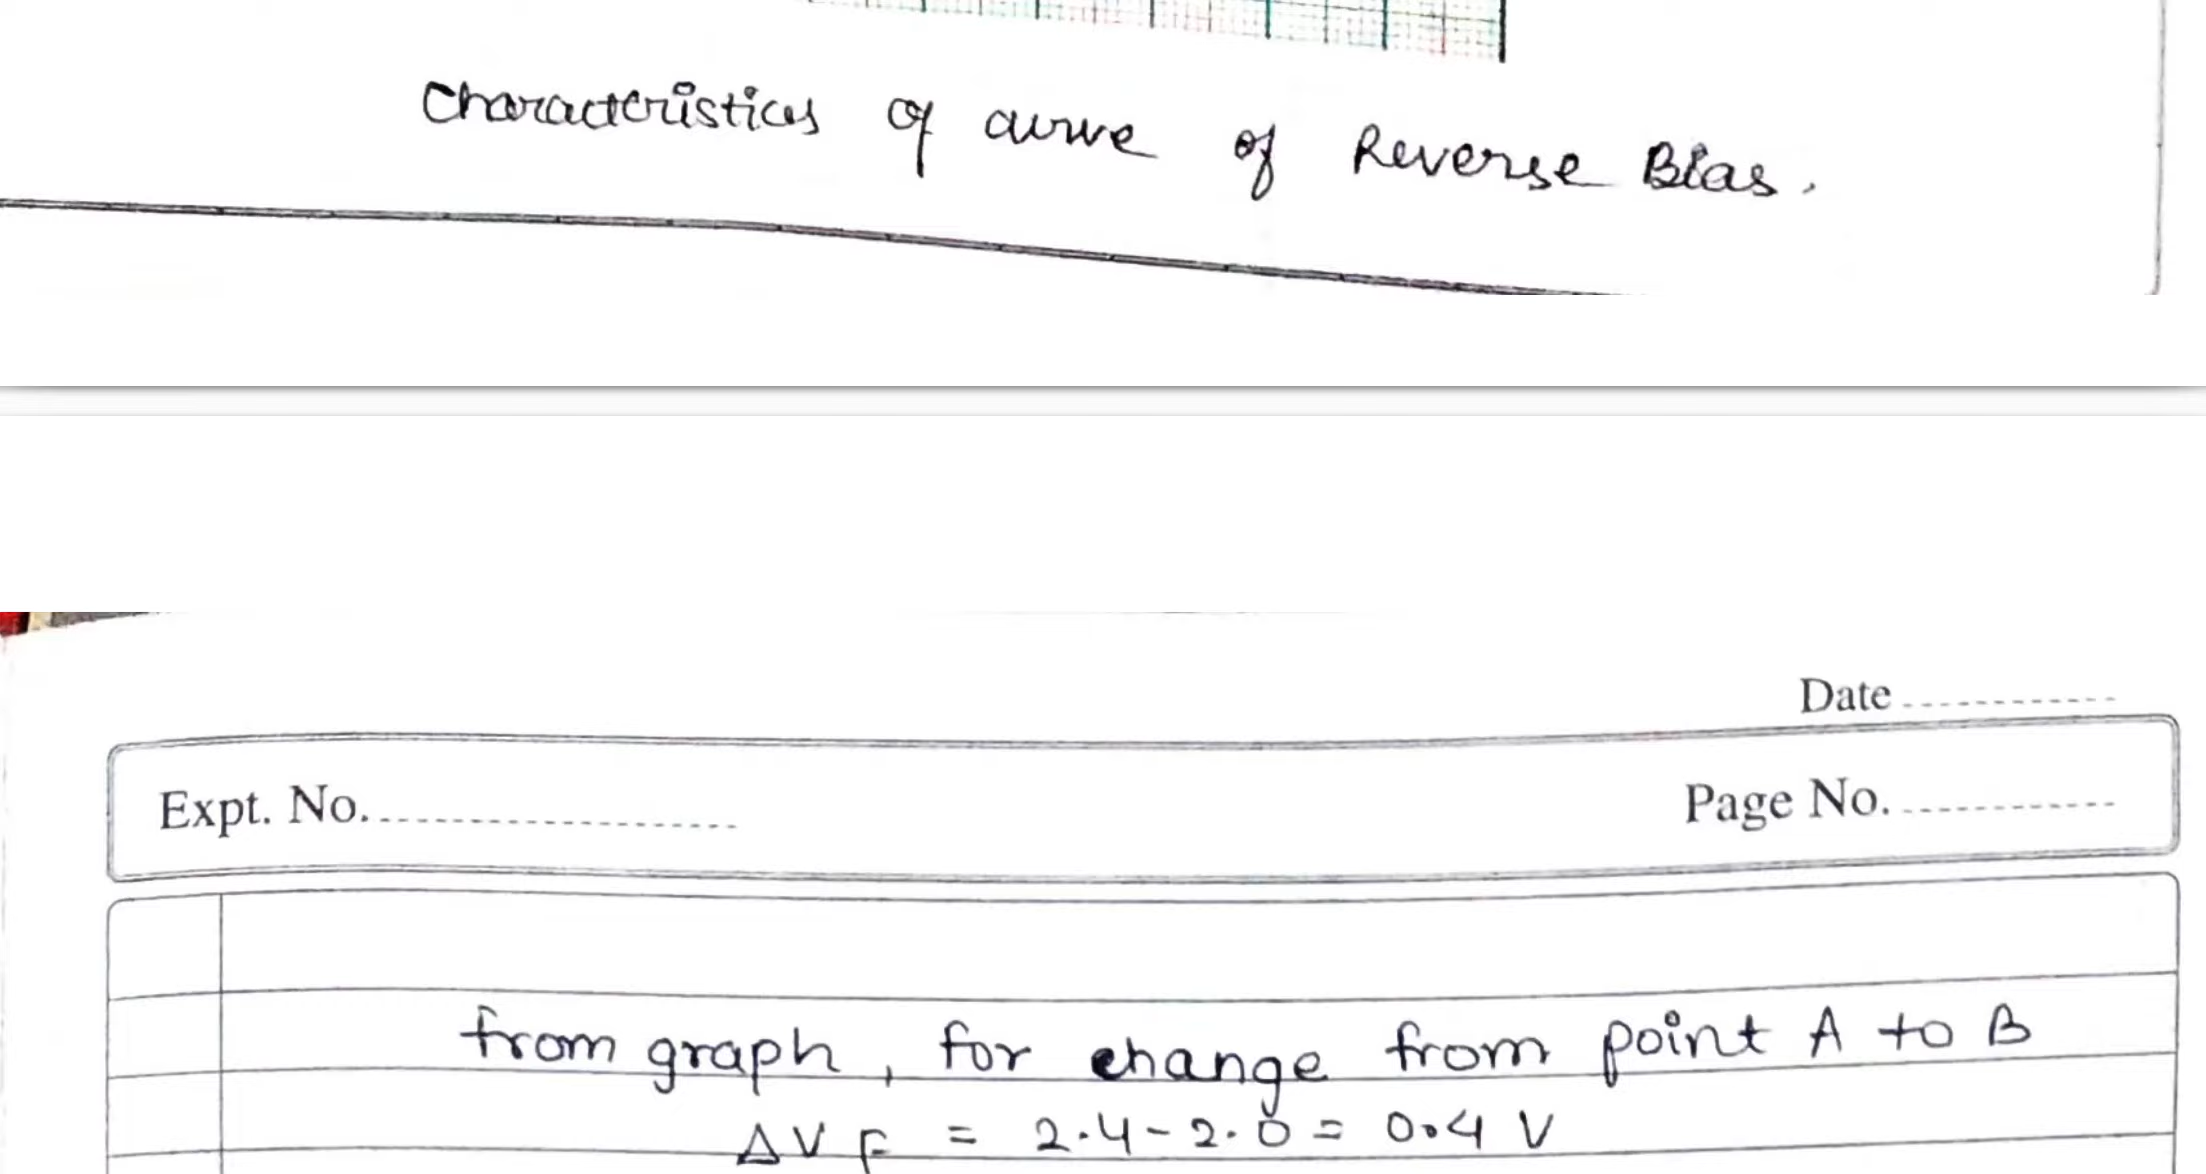 Characteristics of curve of Reverse Bias.
Date
Expt. No.
Page No.
from graph, for change from point A to B
ΔV F = 2.4-2.0 = 0.4 V